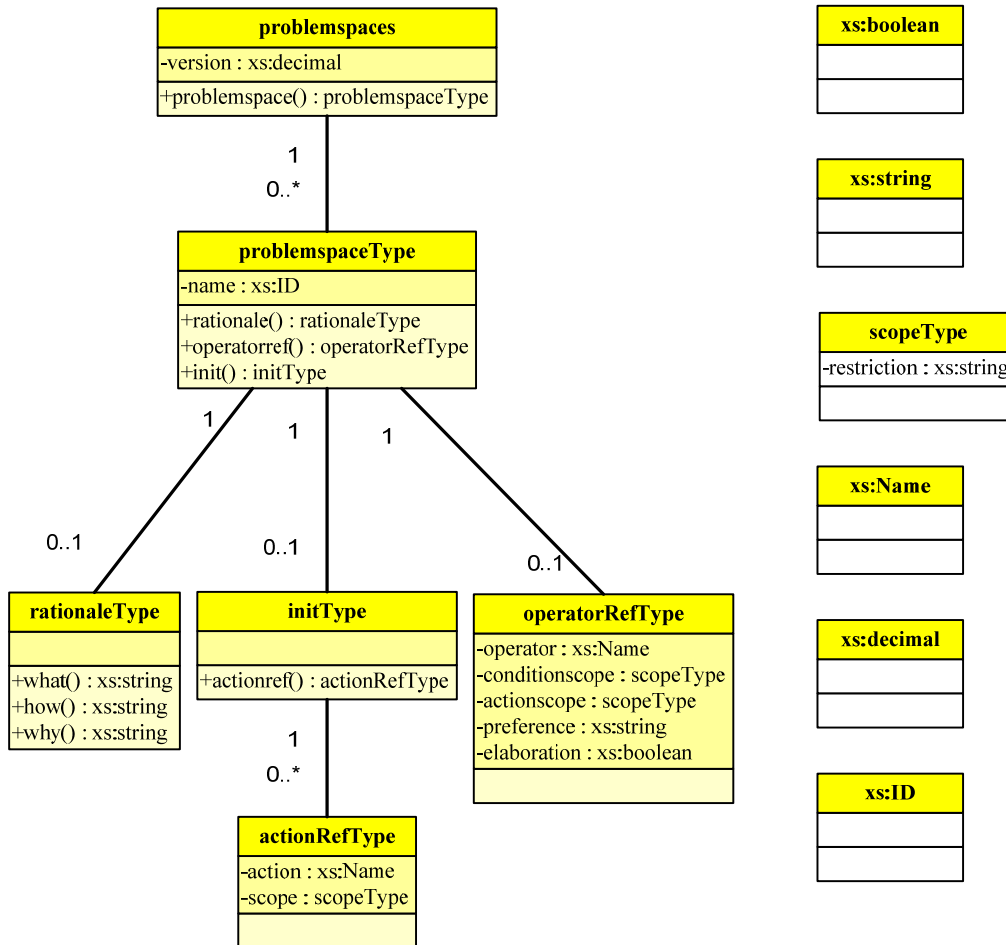 problemspaces
-version : xs:decimal
+problemspace() : problemspaceType
1
0..*
problemspaceType
-name : xs:ID
+rationale() : rationaleType
+operatorref() : operatorRefType
+init() : initType
1
1
1
0..1
0..1
0..1
rationaleType
+what() : xs:string
+how() : xs:string
+why() : xs:string
initType
+actionref() : actionRefType
operatorRefType
-operator : xs:Name
-conditionscope : scopeType
-actionscope : scopeType
-preference : xs:string
-elaboration : xs:boolean
1
0..*
actionRefType
-action : xs:Name
-scope : scopeType
xs:boolean
xs:string
scopeType
-restriction : xs:string
xs:Name
xs:decimal
xs:ID